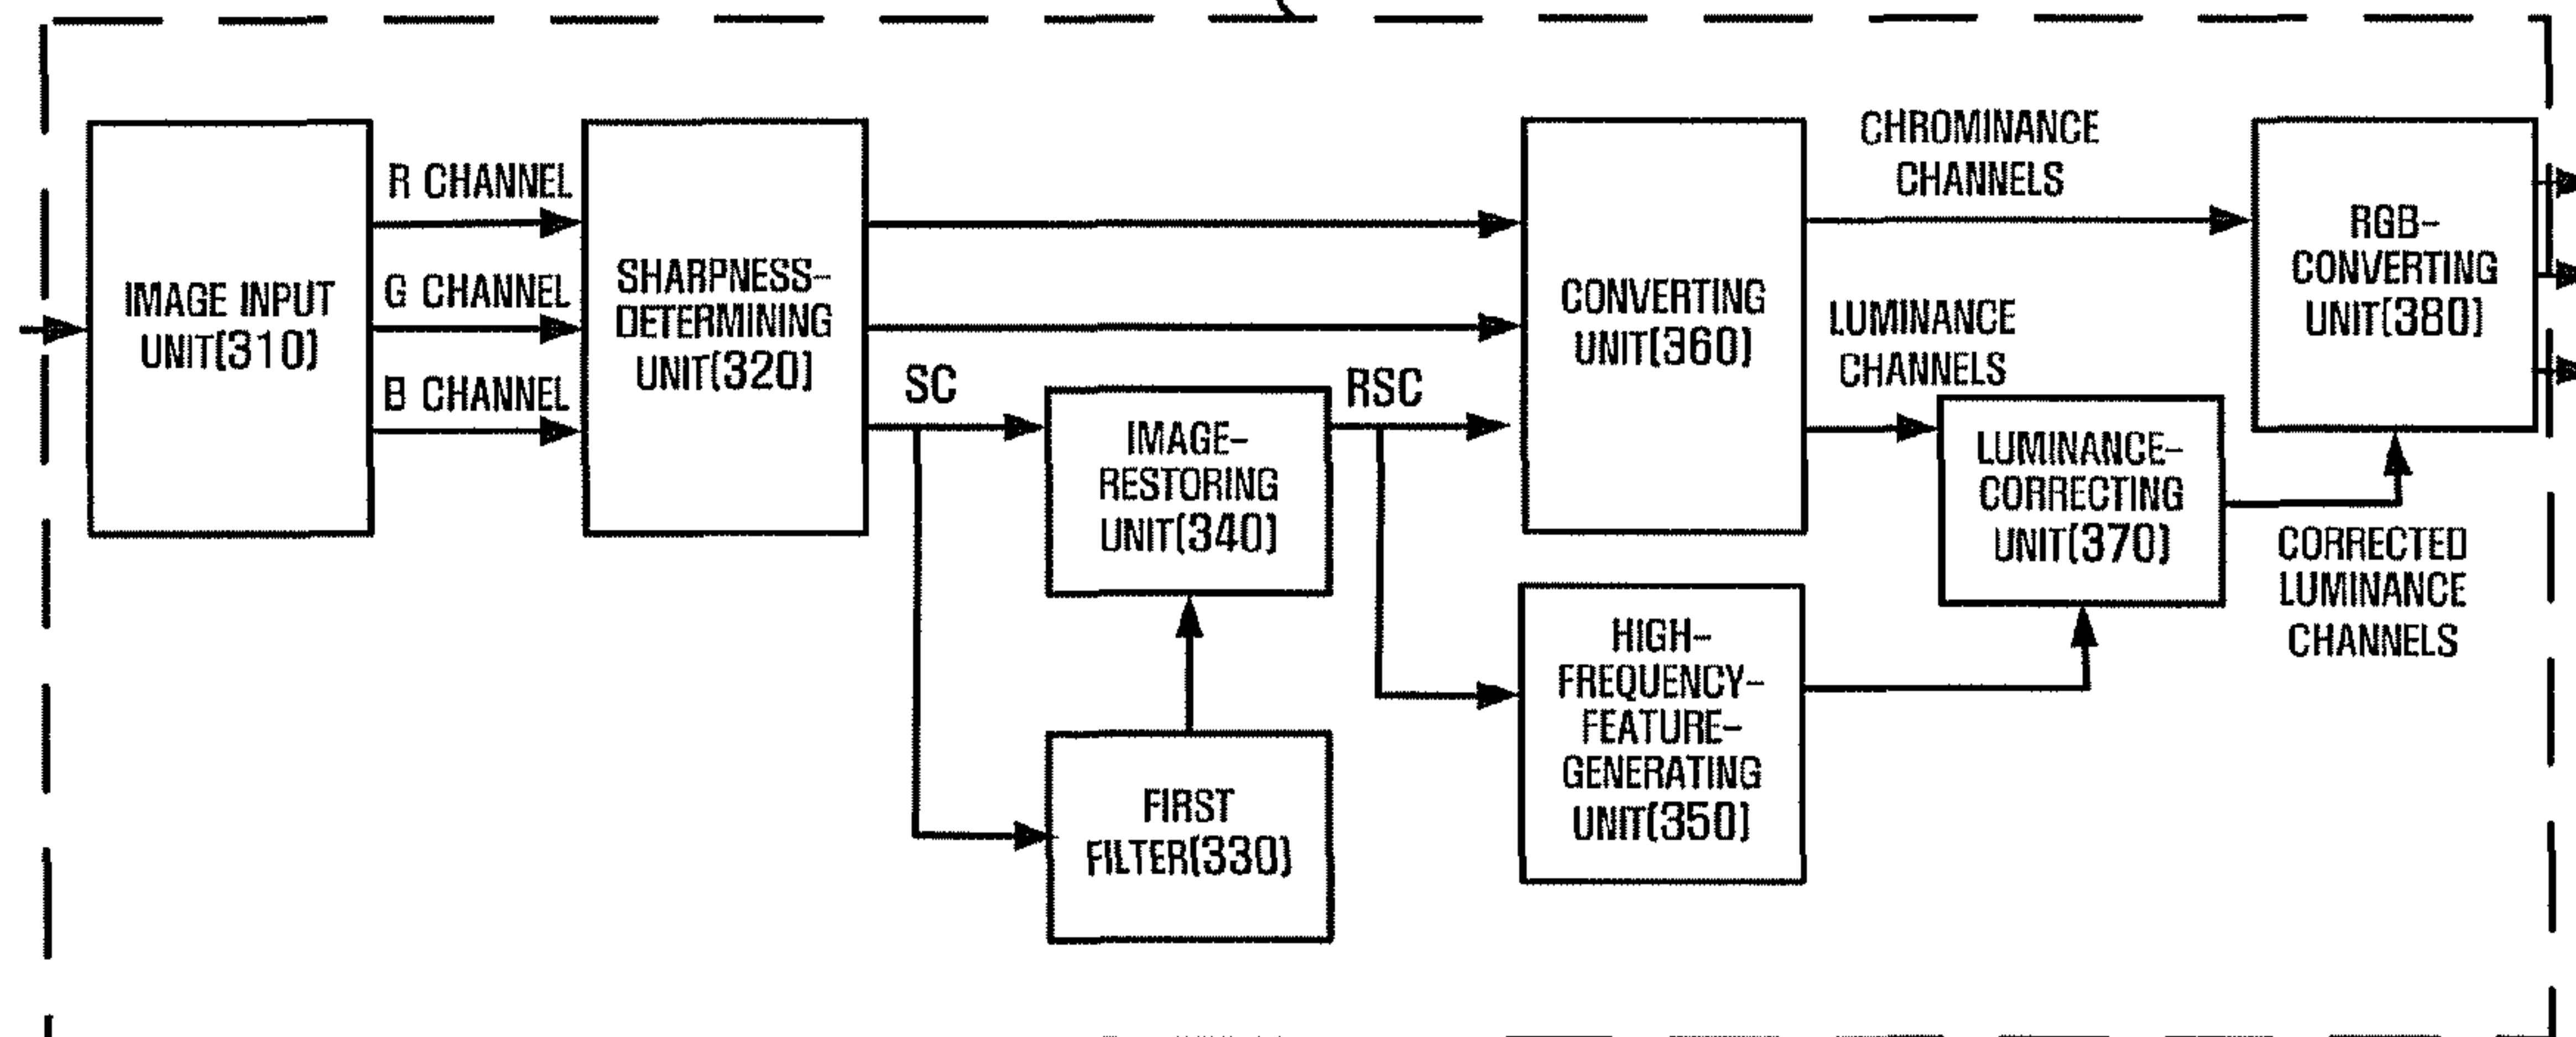 IMAGE INPUT
UNIT(310)
R CHANNEL
G CHANNEL
B CHANNEL
SHARPNESS-
DETERMINING
UNIT(320)
SC
IMAGE-
RESTORING
UNIT(340)
RSC
FIRST
FILTER(330)
CONVERTING
UNIT(360)
HIGH-
FREQUENCY-
FEATURE-
GENERATING
UNIT(350)
CHROMINANCE
CHANNELS
LUMINANCE
CHANNELS
LUMINANCE-
CORRECTING
UNIT(370)
CORRECTED
LUMINANCE
CHANNELS
RGB-
CONVERTING
UNIT(380)